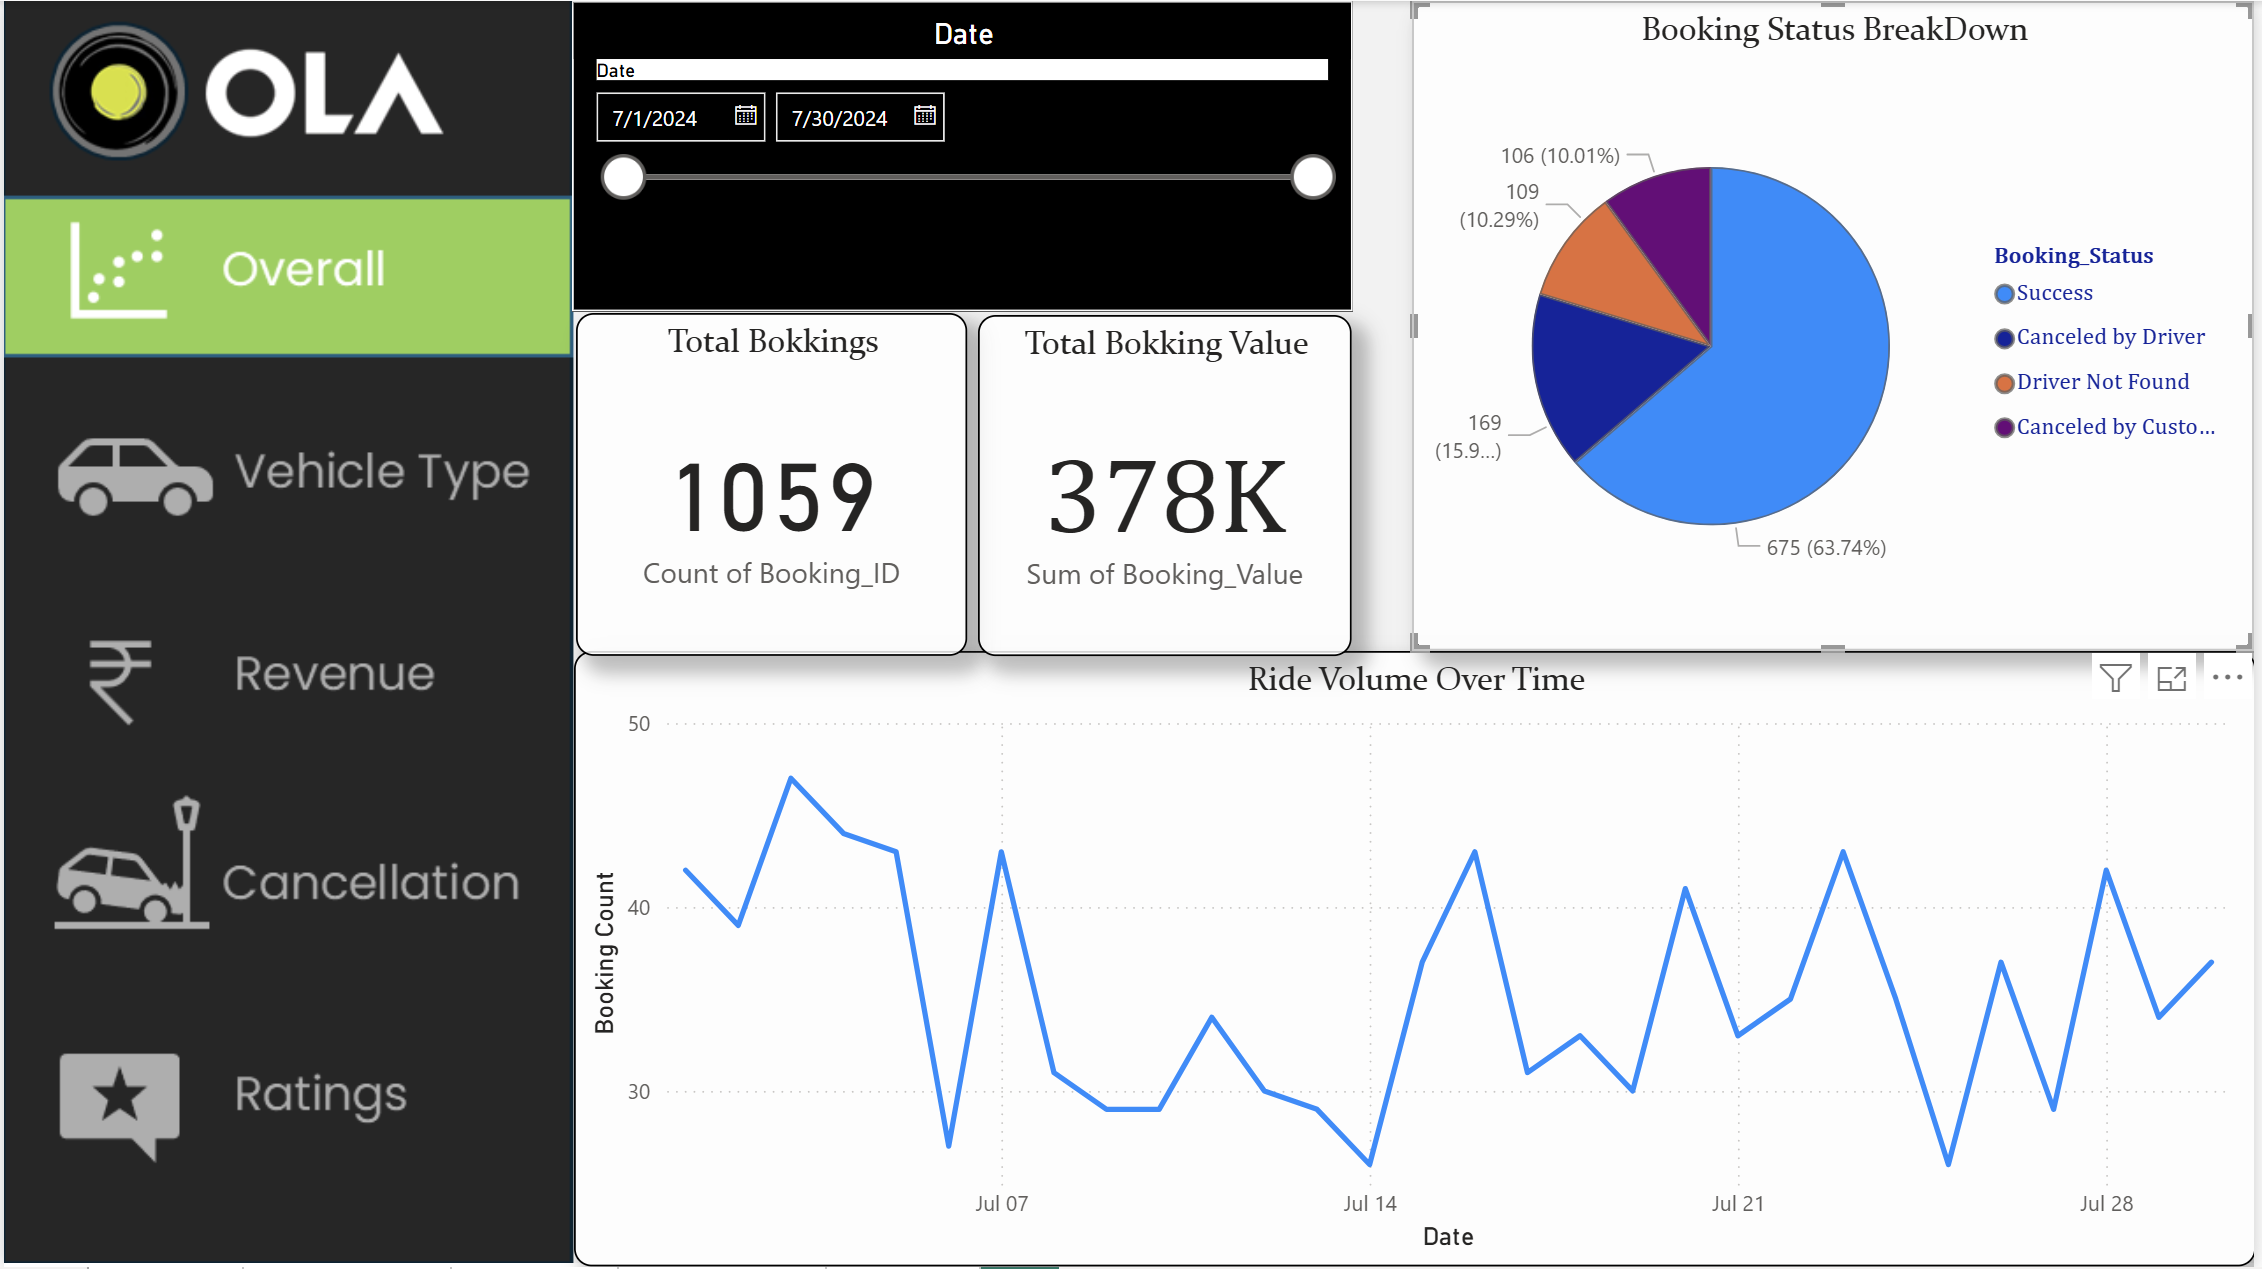 OLA
Overall
Vehicle Type
Revenue
Cancellation
Ratings
Date
Date
7/1/2024
7/30/2024
Total Bokkings
1059
Count of Booking_ID
Total Bokking Value
378K
Sum of Booking_Value
Booking Status BreakDown
106 (10.01%)
109
(10.29%)
169
(15.9...)
675 (63.74%)
Booking_Status
Success
Canceled by Driver
Driver Not Found
Canceled by Custo...
Ride Volume Over Time
50
40
30
Booking Count
Jul 07
Jul 14
Jul 21
Jul 28
Date